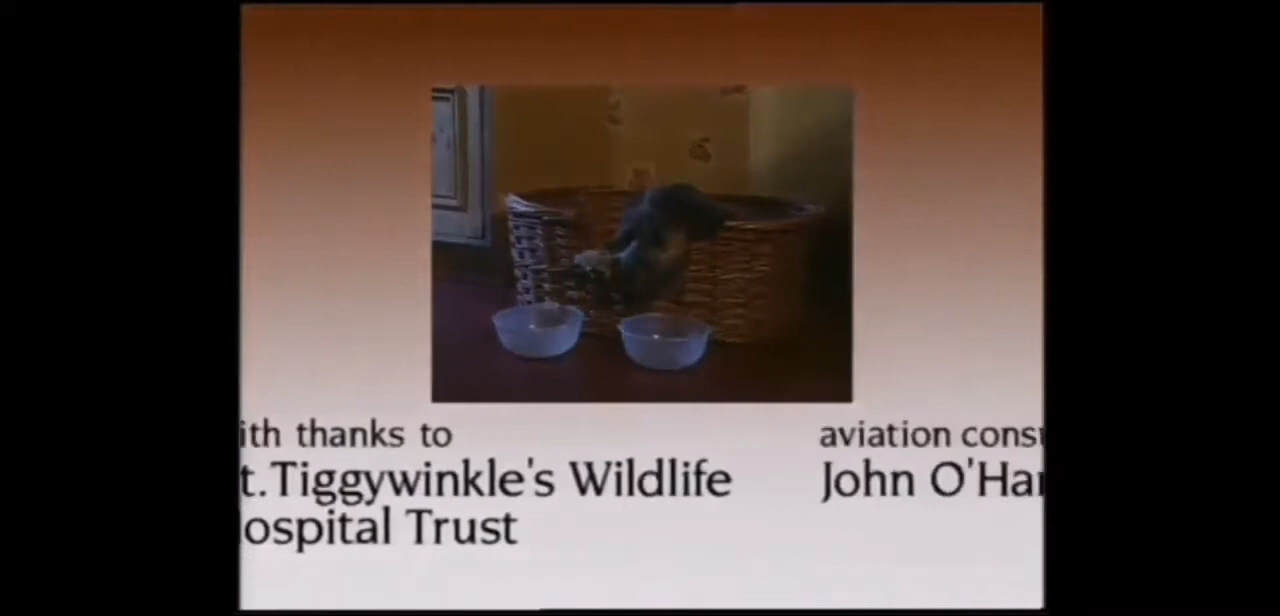 ith thanks to
t.Tiggywinkle's Wildlife
ospital Trust
aviation cons
John O'Ha